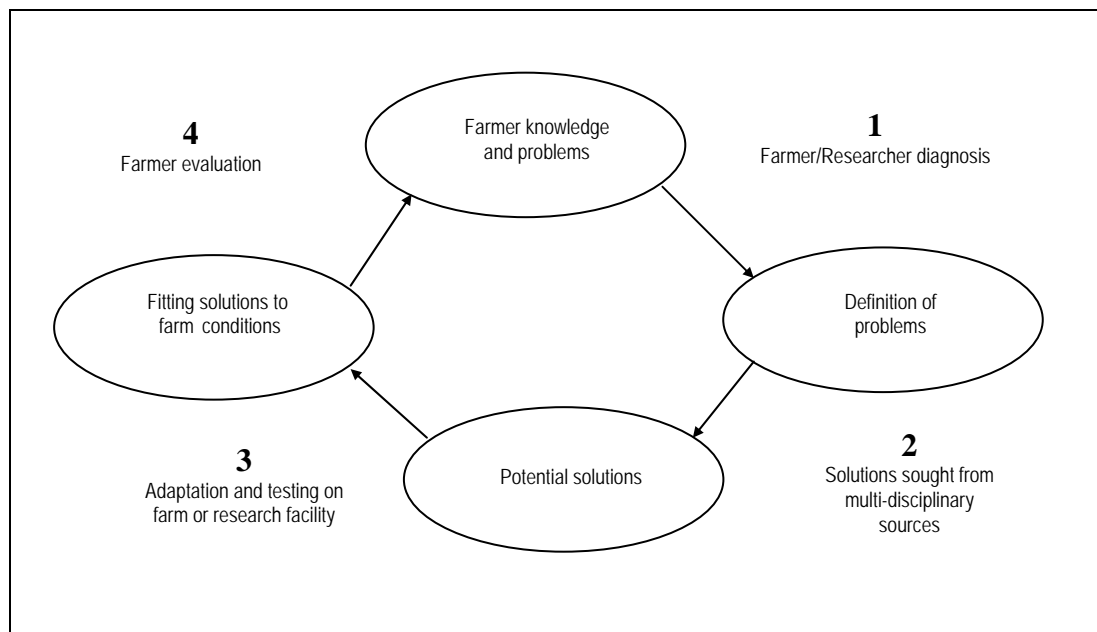 Farmer knowledge
and problems
1
Farmer/Researcher diagnosis
Definition of
problems
2
Solutions sought from
multi-disciplinary
sources
Potential solutions
3
Adaptation and testing on
farm or research facility
Fitting solutions to
farm conditions
4
Farmer evaluation